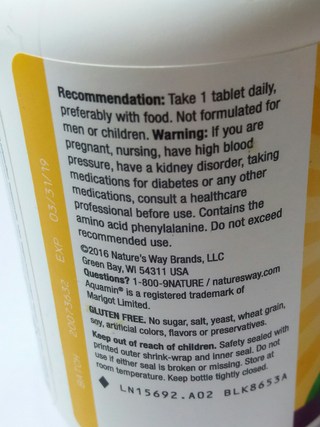 Recommendation: Take 1 tablet daily,
preferably with food. Not formulated for
men or children. Warning: If you are
pregnant, nursing, have high blood
pressure, have a kidney disorder, taking
medications for diabetes or any other
medications, consult a healthcare
professional before use. Contains the
amino acid phenylalanine. Do not exceed
recommended use.
©2016 Nature's Way Brands, LLC
Green Bay, WI 54311 USA
Questions? 1-800-9NATURE / naturesway.com
Aquamin® is a registered trademark of
Marigot Limited.
GLUTEN FREE. No sugar, salt, yeast, wheat grain,
soy, artificial colors, flavors or preservatives.
Keep out of reach of children. Safety sealed with
printed outer shrink-wrap and inner seal. Do not
use if either seal is broken or missing. Store at
room temperature. Keep bottle tightly closed.
LN15692.A02 BLK8653A
BATCH 20073632 EXP 03/31/19